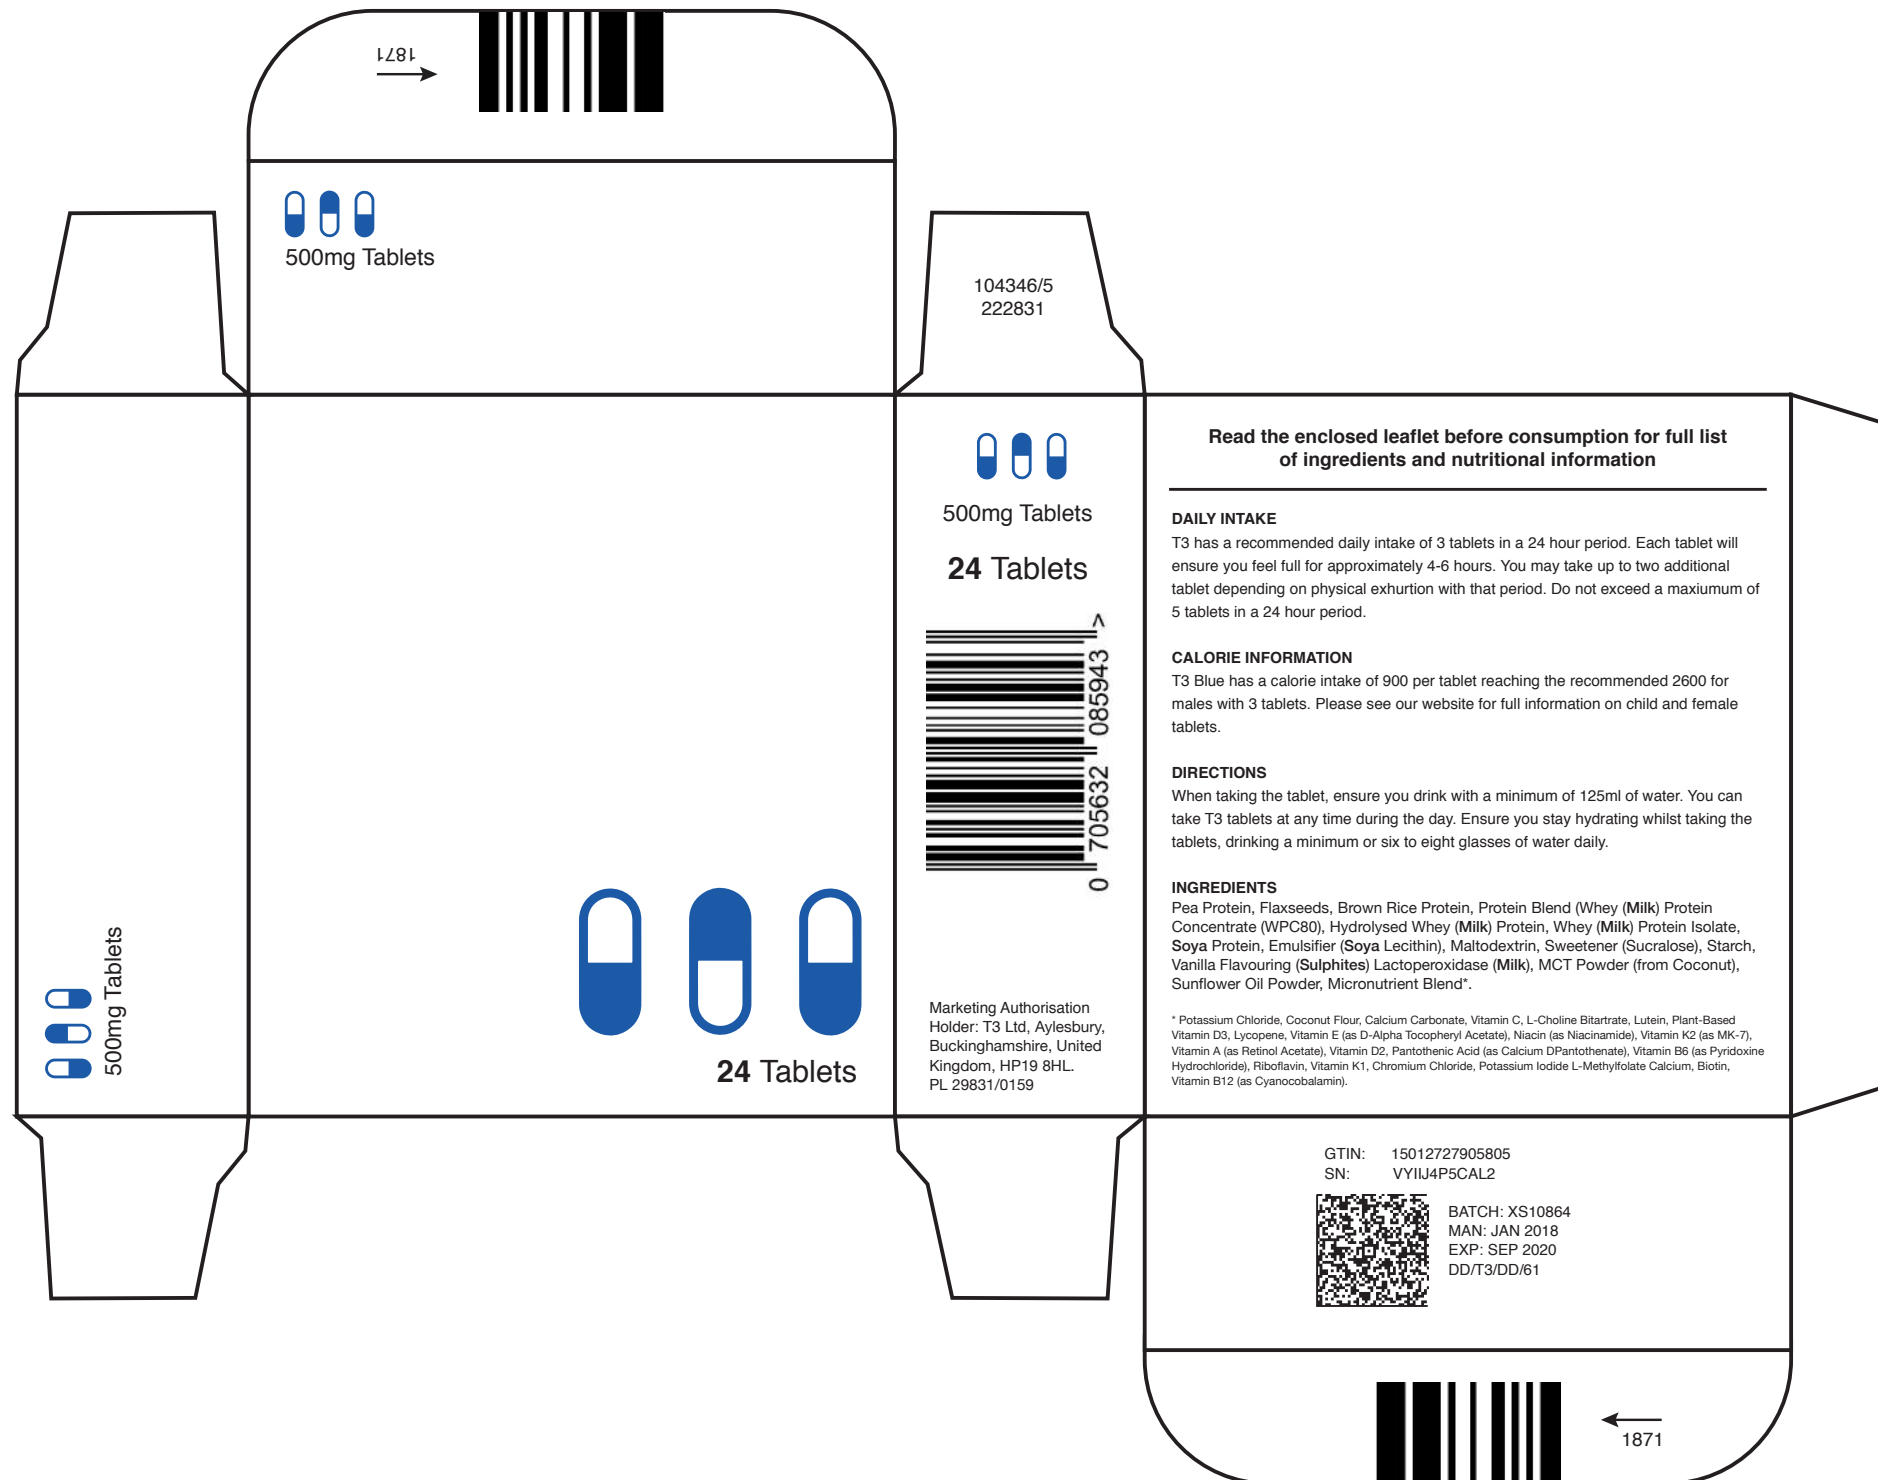 1871
500mg Tablets
104346/5
222831
500mg Tablets
24 Tablets
500mg Tablets
24 Tablets
0 705632 085943 >
Marketing Authorisation
Holder: T3 Ltd, Aylesbury,
Buckinghamshire, United
Kingdom, HP19 8HL.
PL 29831/0159
Read the enclosed leaflet before consumption for full list
of ingredients and nutritional information
DAILY INTAKE
T3 has a recommended daily intake of 3 tablets in a 24 hour period. Each tablet will
ensure you feel full for approximately 4-6 hours. You may take up to two additional
tablet depending on physical exhurtion with that period. Do not exceed a maxiumum of
5 tablets in a 24 hour period.
CALORIE INFORMATION
T3 Blue has a calorie intake of 900 per tablet reaching the recommended 2600 for
males with 3 tablets. Please see our website for full information on child and female
tablets.
DIRECTIONS
When taking the tablet, ensure you drink with a minimum of 125ml of water. You can
take T3 tablets at any time during the day. Ensure you stay hydrating whilst taking the
tablets, drinking a minimum or six to eight glasses of water daily.
INGREDIENTS
Pea Protein, Flaxseeds, Brown Rice Protein, Protein Blend (Whey (Milk) Protein
Concentrate (WPC80), Hydrolysed Whey (Milk) Protein, Whey (Milk) Protein Isolate,
Soya Protein, Emulsifier (Soya Lecithin), Maltodextrin, Sweetener (Sucralose), Starch,
Vanilla Flavouring (Sulphites) Lactoperoxidase (Milk), MCT Powder (from Coconut),
Sunflower Oil Powder, Micronutrient Blend*.
* Potassium Chloride, Coconut Flour, Calcium Carbonate, Vitamin C, L-Choline Bitartrate, Lutein, Plant-Based
Vitamin D3, Lycopene, Vitamin E (as D-Alpha Tocopheryl Acetate), Niacin (as Niacinamide), Vitamin K2 (as MK-7),
Vitamin A (as Retinol Acetate), Vitamin D2, Pantothenic Acid (as Calcium DPantothenate), Vitamin B6 (as Pyridoxine
Hydrochloride), Riboflavin, Vitamin K1, Chromium Chloride, Potassium Iodide L-Methylfolate Calcium, Biotin,
Vitamin B12 (as Cyanocobalamin).
GTIN: 15012727905805
SN: VYIIJ4P5CAL2
BATCH: XS10864
MAN: JAN 2018
EXP: SEP 2020
DD/T3/DD/61
1871